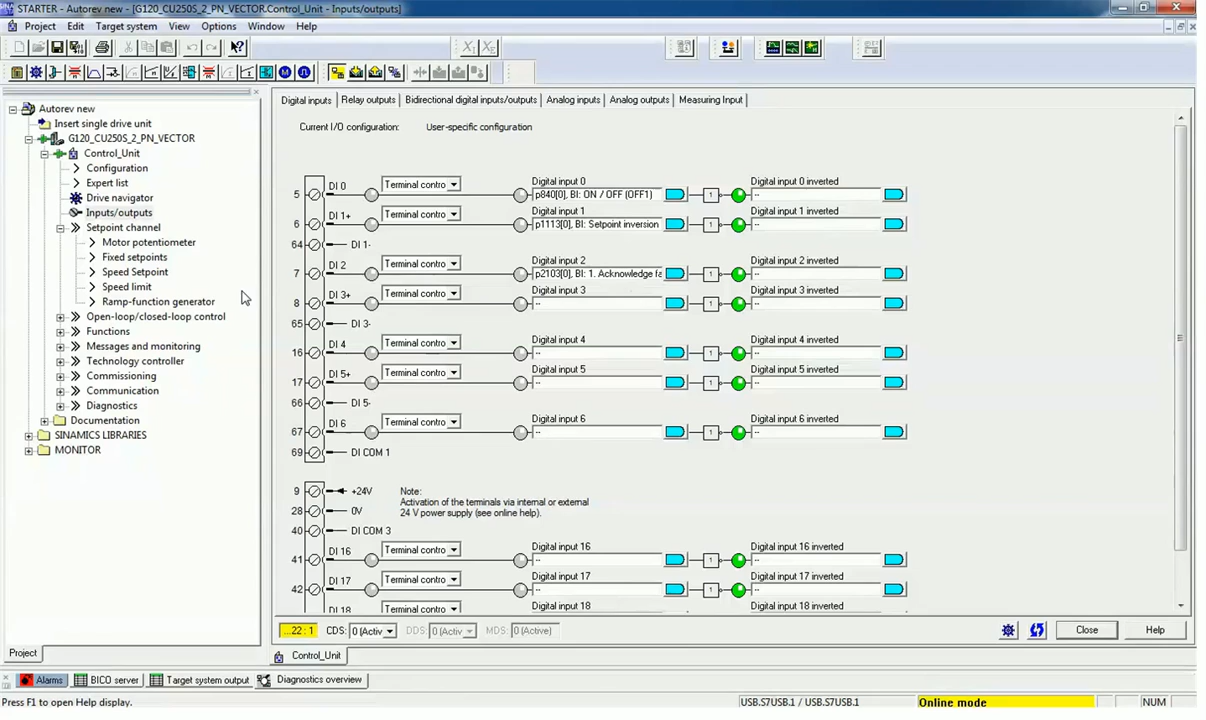 STARTER - Autorev new - [G120_CU250S_2_PN_VECTOR.Control_Unit - Inputs/outputs]
Project Edit Target system View Options Window Help
Autorev new
Insert single drive unit
G120_CU250S_2_PN_VECTOR
Control_Unit
Configuration
Expert list
Drive navigator
Inputs/outputs
Setpoint channel
Motor potentiometer
Fixed setpoints
Speed Setpoint
Speed limit
Ramp-function generator
Open-loop/closed-loop control
Functions
Messages and monitoring
Technology controller
Commissioning
Communication
Diagnostics
Documentation
SINAMICS LIBRARIES
MONITOR
Project
Digital inputs Relay outputs Bidirectional digital inputs/outputs Analog inputs Analog outputs Measuring Input
Current I/O configuration: User-specific configuration
Digital input 0 Digital input 0 inverted
5 DI 0 Terminal contro p840[0], BI: ON / OFF (OFF1) 1 --
Digital input 1 Digital input 1 inverted
6 DI 1+ Terminal contro p1113[0], BI: Setpoint inversion 1 --
64 DI 1-
Digital input 2 Digital input 2 inverted
7 DI 2 Terminal contro p2103[0], BI: 1. Acknowledge fa 1 --
Digital input 3 Digital input 3 inverted
8 DI 3+ Terminal contro -- 1 --
65 DI 3-
Digital input 4 Digital input 4 inverted
16 DI 4 Terminal contro -- 1 --
Digital input 5 Digital input 5 inverted
17 DI 5+ Terminal contro -- 1 --
66 DI 5-
Digital input 6 Digital input 6 inverted
67 DI 6 Terminal contro -- 1 --
69 DI COM 1
9 +24V Note:
Activation of the terminals via internal or external
28 0V 24 V power supply (see online help).
40 DI COM 3
Digital input 16 Digital input 16 inverted
41 DI 16 Terminal contro -- 1 --
Digital input 17 Digital input 17 inverted
42 DI 17 Terminal contro -- 1 --
DI 18 Terminal contro Digital input 18 Digital input 18 inverted
...22 : 1 CDS: 0 (Activ DDS: 0 (Activ MDS: 0 (Active) Close Help
Control_Unit
Alarms BICO server Target system output Diagnostics overview
Press F1 to open Help display. USB.S7USB.1 / USB.S7USB.1 Online mode NUM